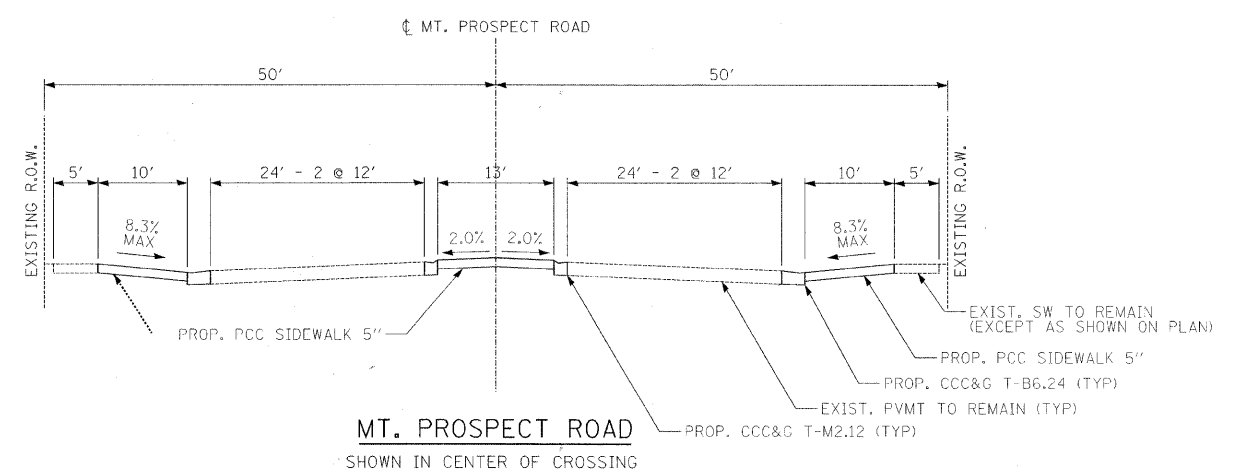 ℄ MT. PROSPECT ROAD
50' 50'
EXISTING R.O.W.
5' 10' 24' - 2 @ 12' 13' 24' - 2 @ 12' 10' 5'
EXISTING R.O.W.
8.3% MAX
2.0% 2.0%
8.3% MAX
PROP. PCC SIDEWALK 5"
EXIST. SW TO REMAIN
(EXCEPT AS SHOWN ON PLAN)
PROP. PCC SIDEWALK 5"
PROP. CCC&G T-B6.24 (TYP)
EXIST. PVMT TO REMAIN (TYP)
PROP. CCC&G T-M2.12 (TYP)
MT. PROSPECT ROAD
SHOWN IN CENTER OF CROSSING